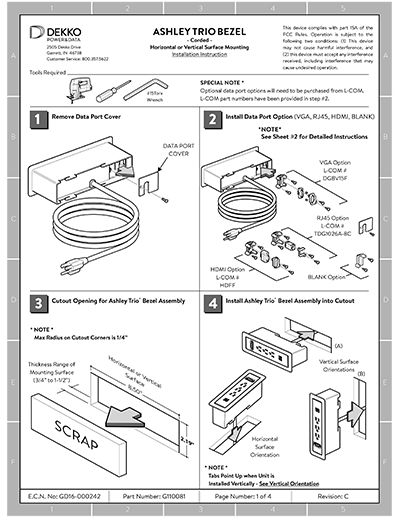 1 2 3 4 5
DEKKO
POWER&DATA
2505 Dekko Drive
Garrett, IN 46738
Customer Service: 800.357.5622
ASHLEY TRIO BEZEL
- Corded -
Horizontal or Vertical Surface Mounting
Installation Instruction
This device complies with part 15A of the
FCC Rules. Operation is subject to the
following two conditions: (1) This device
may not cause harmful interference, and
(2) this device must accept any interference
received, including interference that may
cause undesired operation.
Tools Required
#15 Torx
Wrench
SPECIAL NOTE *
Optional data port options will need to be purchased from L-COM,
L-COM part numbers have been provided in step #2.
1 Remove Data Port Cover
DATA PORT
COVER
2 Install Data Port Option (VGA, RJ45, HDMI, BLANK)
*NOTE*
See Sheet #2 for Detailed Instructions
VGA Option
L-COM #
DGBV15F
RJ45 Option
L-COM #
TDG1026A-8C
HDMI Option
L-COM #
HDFF
BLANK Option
3 Cutout Opening for Ashley Trio™ Bezel Assembly
* NOTE *
Max Radius on Cutout Corners is 1/4"
Thickness Range of
Mounting Surface
(3/4" to 1-1/2")
Horizontal or Vertical
Surface
8.50"
2.19"
SCRAP
4 Install Ashley Trio™ Bezel Assembly into Cutout
(A)
Vertical Surface
Orientations
(B)
Horizontal
Surface
Orientation
* NOTE *
Tabs Point Up when Unit is
Installed Vertically - See Vertical Orientation
E.C.N. No: GD16-000242 Part Number: G110081 Page Number: 1 of 4 Revision: C
1 2 3 4 5